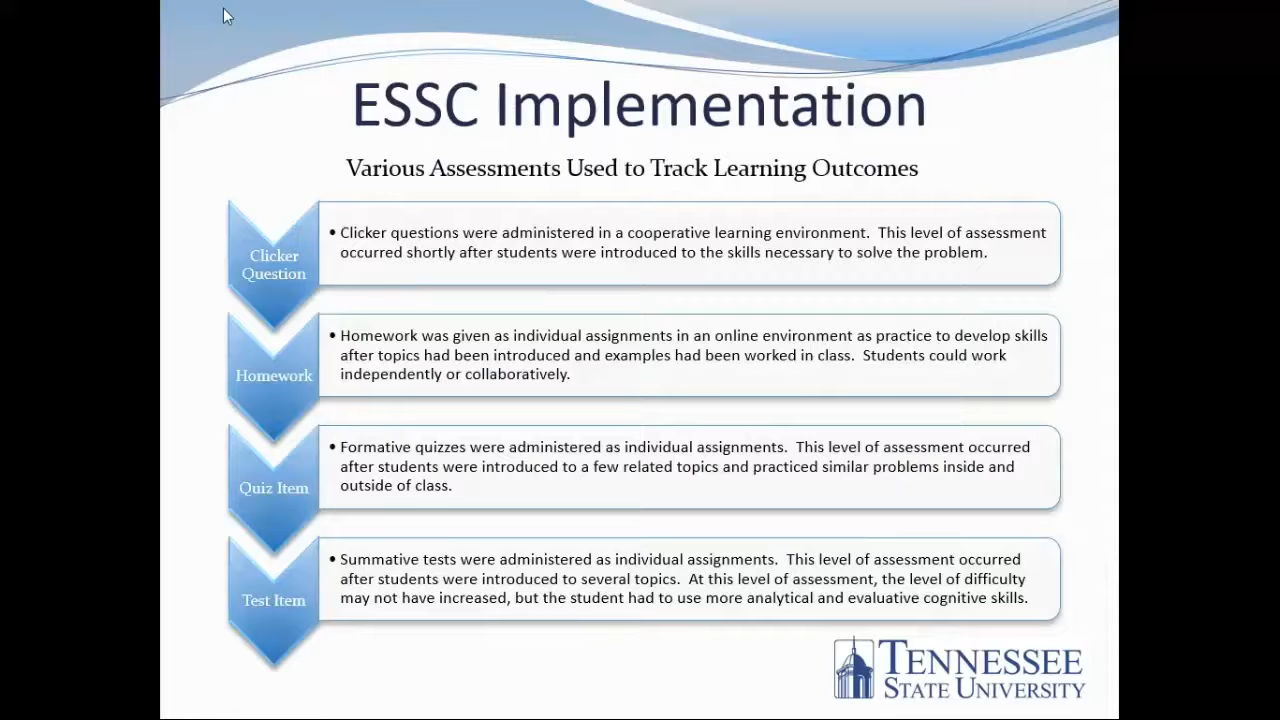 ESSC Implementation
Various Assessments Used to Track Learning Outcomes
Clicker
Question
• Clicker questions were administered in a cooperative learning environment.  This level of assessment
occurred shortly after students were introduced to the skills necessary to solve the problem.
Homework
• Homework was given as individual assignments in an online environment as practice to develop skills
after topics had been introduced and examples had been worked in class.  Students could work
independently or collaboratively.
Quiz Item
• Formative quizzes were administered as individual assignments.  This level of assessment occurred
after students were introduced to a few related topics and practiced similar problems inside and
outside of class.
Test Item
• Summative tests were administered as individual assignments.  This level of assessment occurred
after students were introduced to several topics.  At this level of assessment, the level of difficulty
may not have increased, but the student had to use more analytical and evaluative cognitive skills.
TENNESSEE
STATE UNIVERSITY